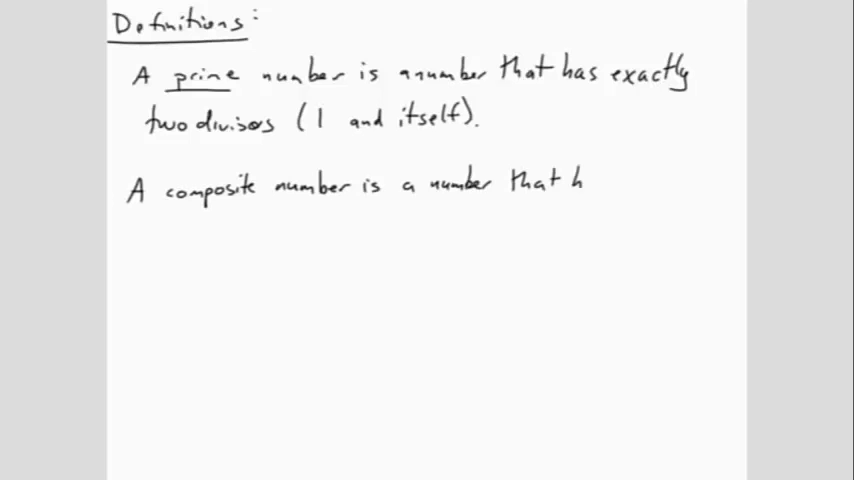 Definitions:
A prime number is a number that has exactly
two divisors (1 and itself).
A composite number is a number that h